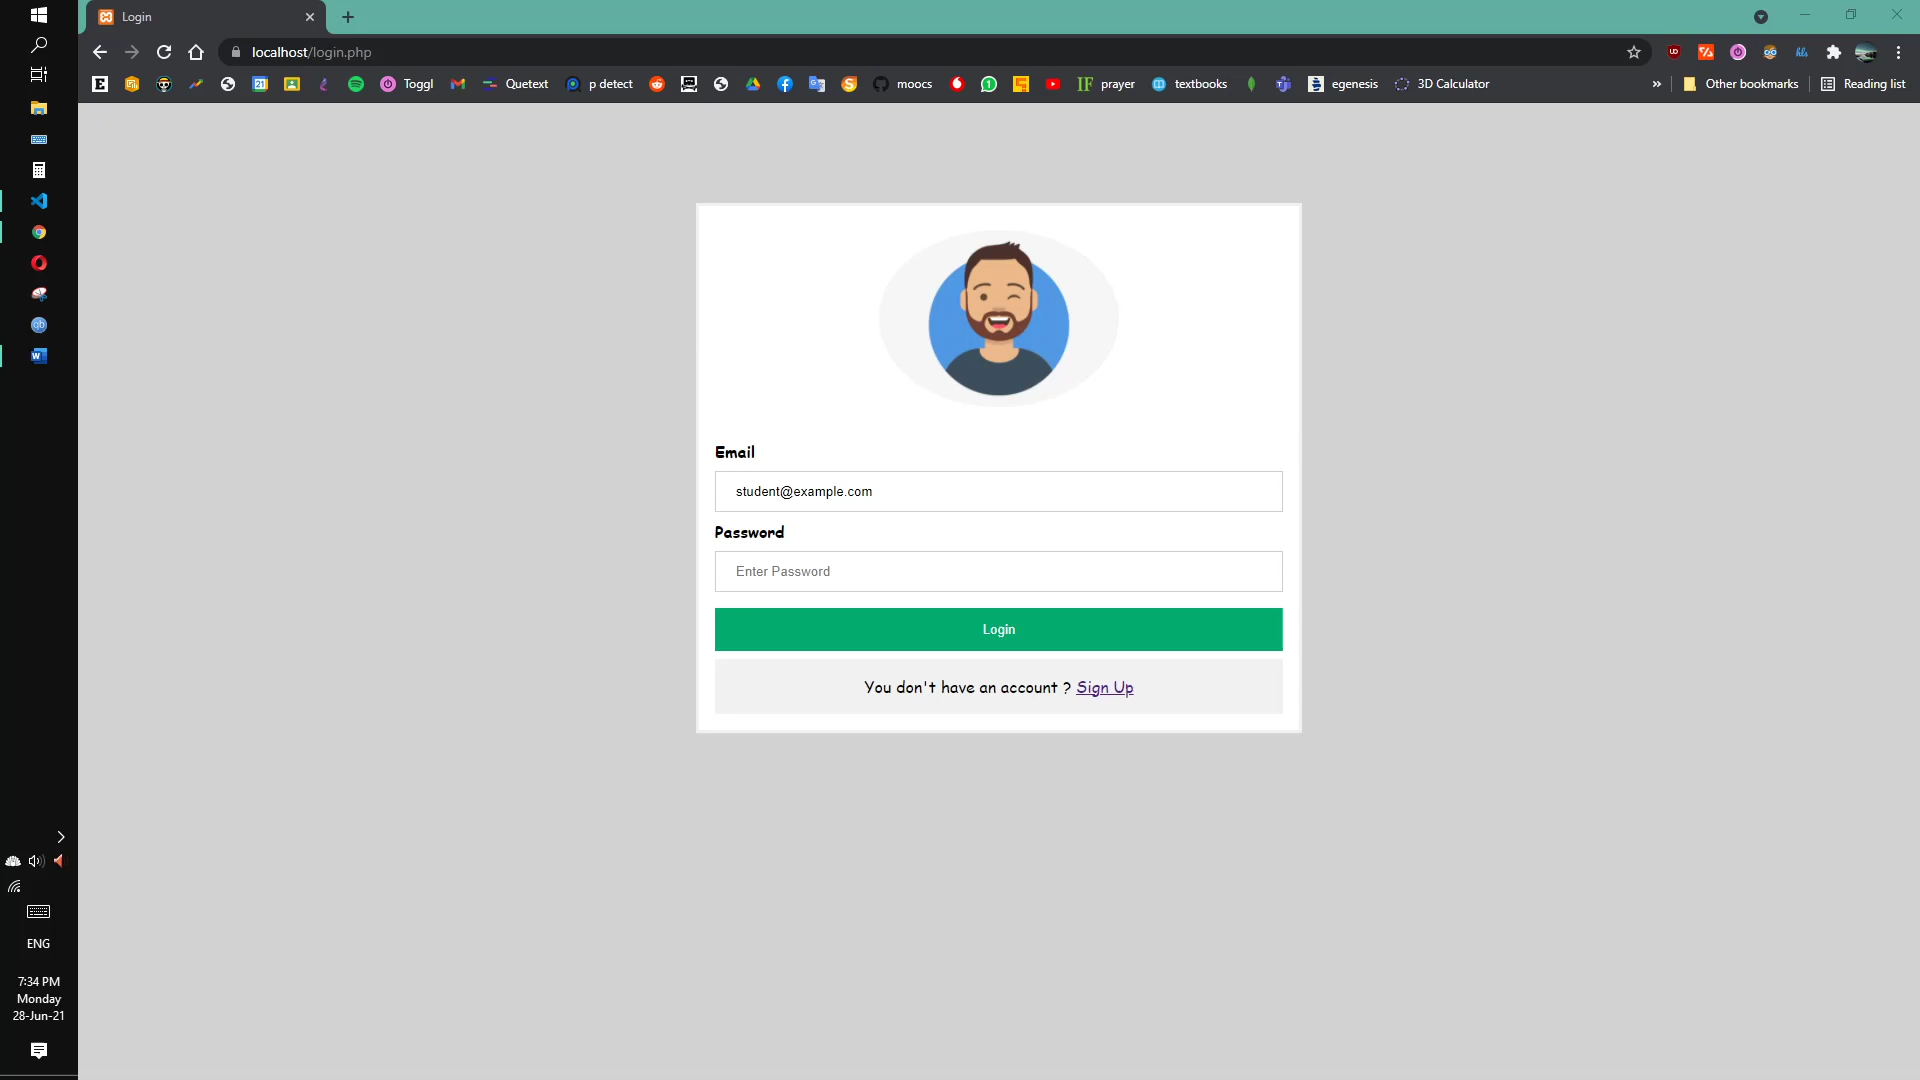 Login
localhost/login.php
Toggl
Quetext
p detect
moocs
IF prayer
textbooks
egenesis
3D Calculator
» Other bookmarks
Reading list
Email
student@example.com
Password
Enter Password
Login
You don't have an account ? Sign Up
ENG
7:34 PM
Monday
28-Jun-21